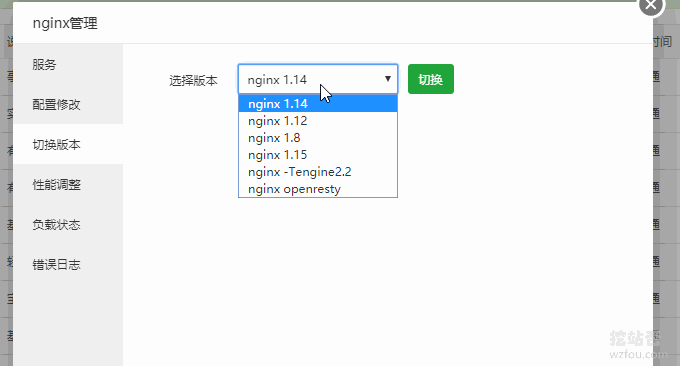 nginx管理
时间
服务
配置修改
切换版本
性能调整
负载状态
错误日志
选择版本
nginx 1.14
切换
nginx 1.14
nginx 1.12
nginx 1.8
nginx 1.15
nginx -Tengine2.2
nginx openresty
wzfou.com